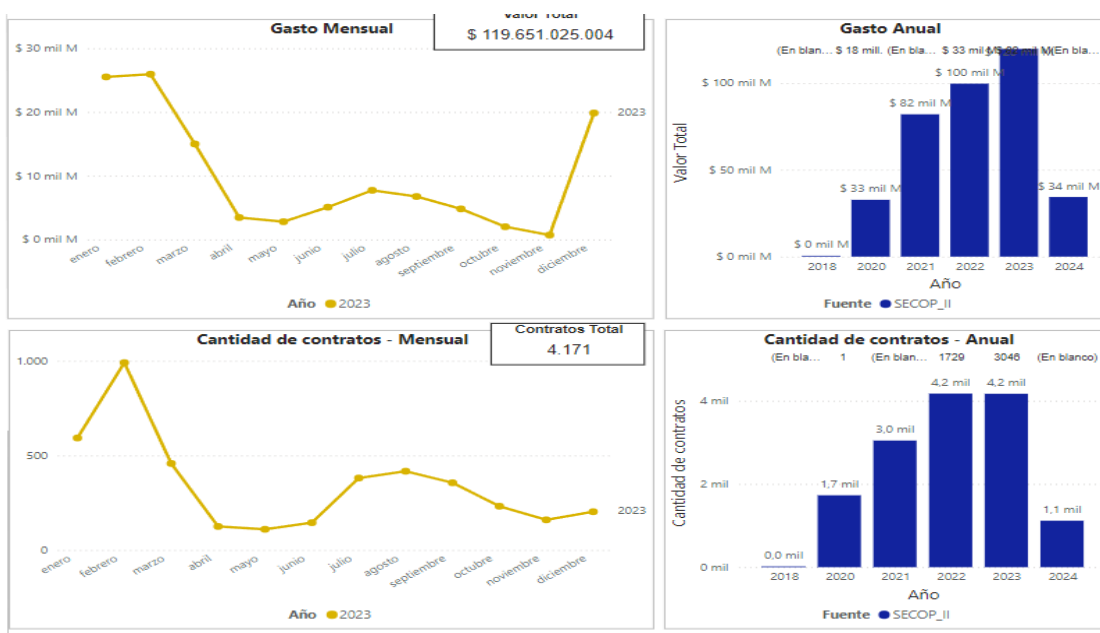 Gasto Mensual
Valor Total
$ 119.651.025.004
$ 30 mil M
$ 20 mil M
$ 10 mil M
$ 0 mil M
2023
enero
febrero
marzo
abril
mayo
junio
julio
agosto
septiembre
octubre
noviembre
diciembre
Año 2023
Gasto Anual
(En blan... $ 18 mill. (En bla... $ 33 mil (En bla...
$ 100 mil M
$ 50 mil M
$ 0 mil M
Valor Total
$ 0 mil M
$ 33 mil M
$ 82 mil M
$ 100 mil M
$ 34 mil M
2018 2020 2021 2022 2023 2024
Año
Fuente SECOP_II
Cantidad de contratos - Mensual
Contratos Total
4.171
1.000
500
0
2023
enero
febrero
marzo
abril
mayo
junio
julio
agosto
septiembre
octubre
noviembre
diciembre
Año 2023
Cantidad de contratos - Anual
(En bla... 1 (En blan... 1729 3046 (En blanco)
4 mil
2 mil
0 mil
Cantidad de contratos
0,0 mil
1,7 mil
3,0 mil
4,2 mil
4,2 mil
1,1 mil
2018 2020 2021 2022 2023 2024
Año
Fuente SECOP_II